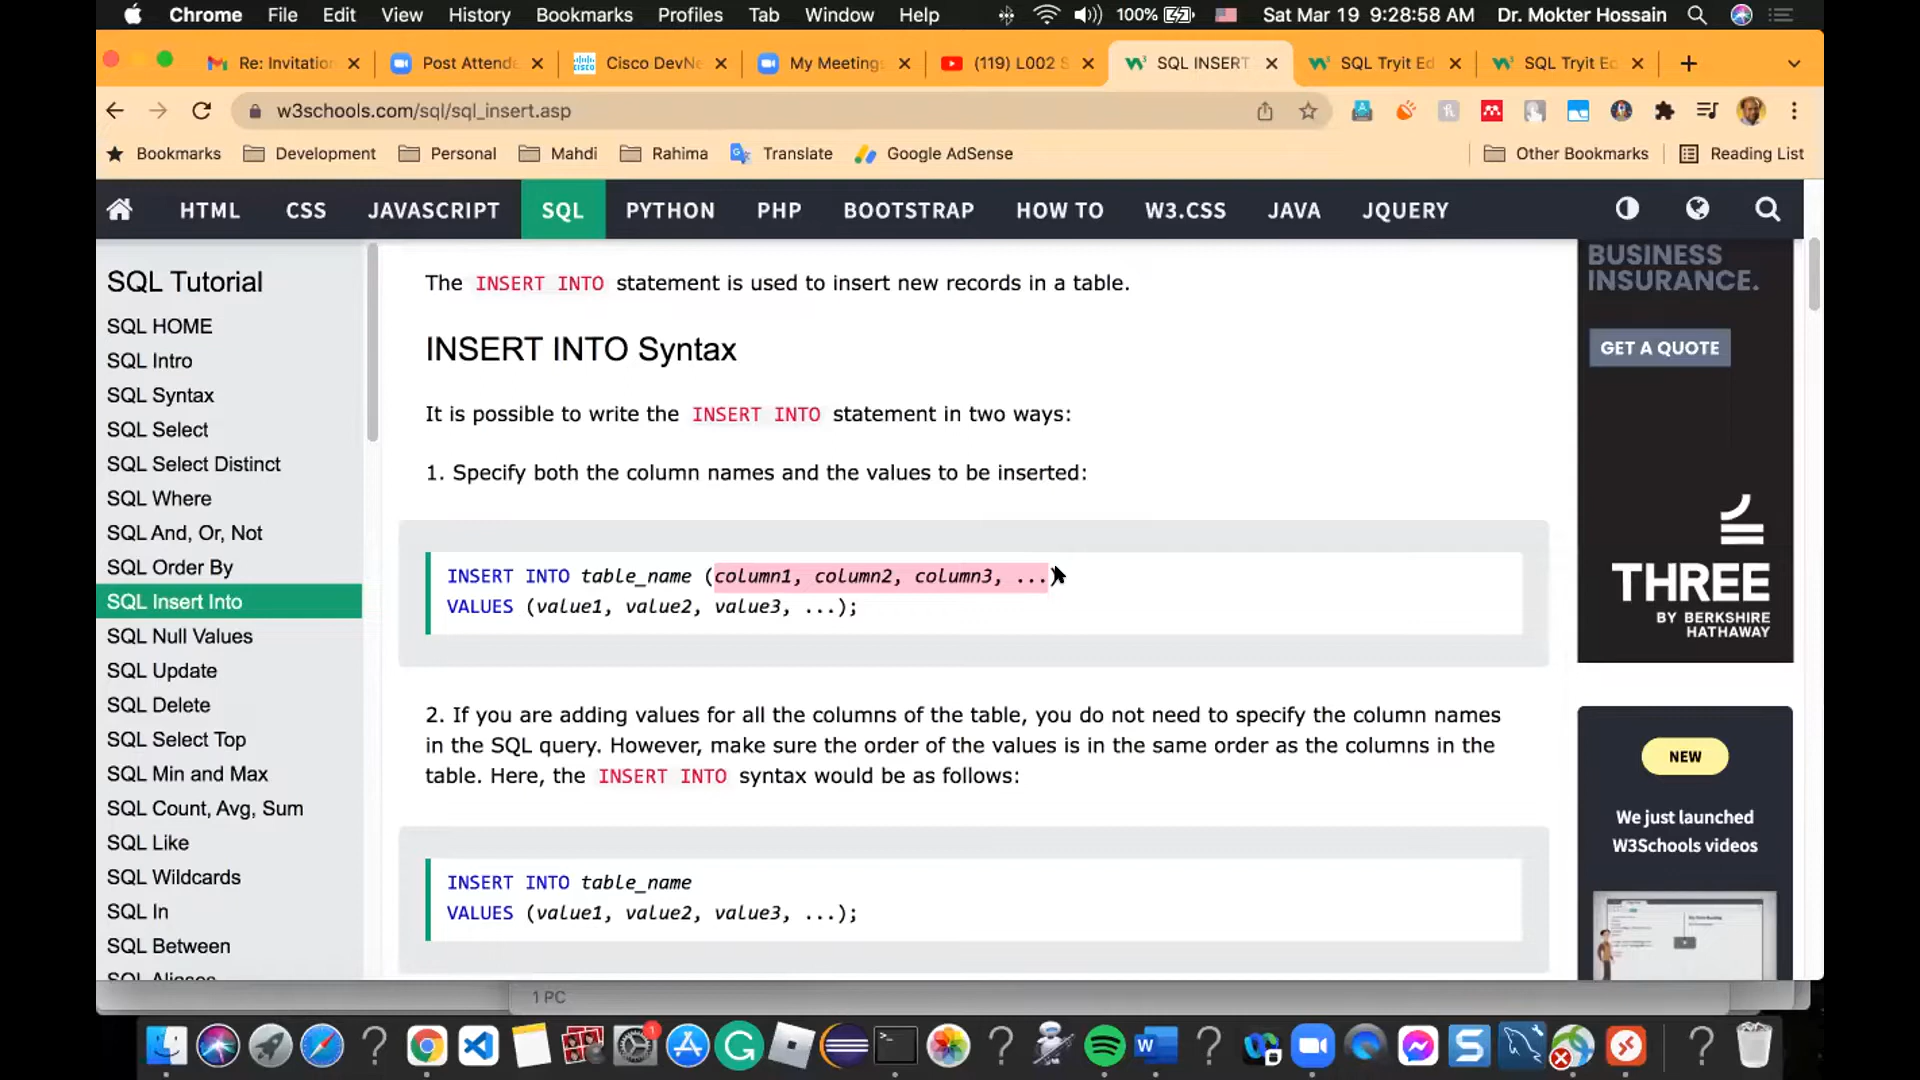 Chrome File Edit View History Bookmarks Profiles Tab Window Help 100% Sat Mar 19 9:28:58 AM Dr. Mokter Hossain
Re: Invitation Post Attende Cisco DevNe My Meetings (119) L002 S SQL INSERT SQL Tryit Ed SQL Tryit Ed
w3schools.com/sql/sql_insert.asp
Bookmarks Development Personal Mahdi Rahima Translate Google AdSense Other Bookmarks Reading List
HTML CSS JAVASCRIPT SQL PYTHON PHP BOOTSTRAP HOW TO W3.CSS JAVA JQUERY
SQL Tutorial
SQL HOME
SQL Intro
SQL Syntax
SQL Select
SQL Select Distinct
SQL Where
SQL And, Or, Not
SQL Order By
SQL Insert Into
SQL Null Values
SQL Update
SQL Delete
SQL Select Top
SQL Min and Max
SQL Count, Avg, Sum
SQL Like
SQL Wildcards
SQL In
SQL Between
SQL Aliases
The INSERT INTO statement is used to insert new records in a table.
INSERT INTO Syntax
It is possible to write the INSERT INTO statement in two ways:
1. Specify both the column names and the values to be inserted:
INSERT INTO table_name (column1, column2, column3, ...)
VALUES (value1, value2, value3, ...);
2. If you are adding values for all the columns of the table, you do not need to specify the column names
in the SQL query. However, make sure the order of the values is in the same order as the columns in the
table. Here, the INSERT INTO syntax would be as follows:
INSERT INTO table_name
VALUES (value1, value2, value3, ...);
BUSINESS
INSURANCE.
GET A QUOTE
THREE
BY BERKSHIRE
HATHAWAY
NEW
We just launched
W3Schools videos
1 PC